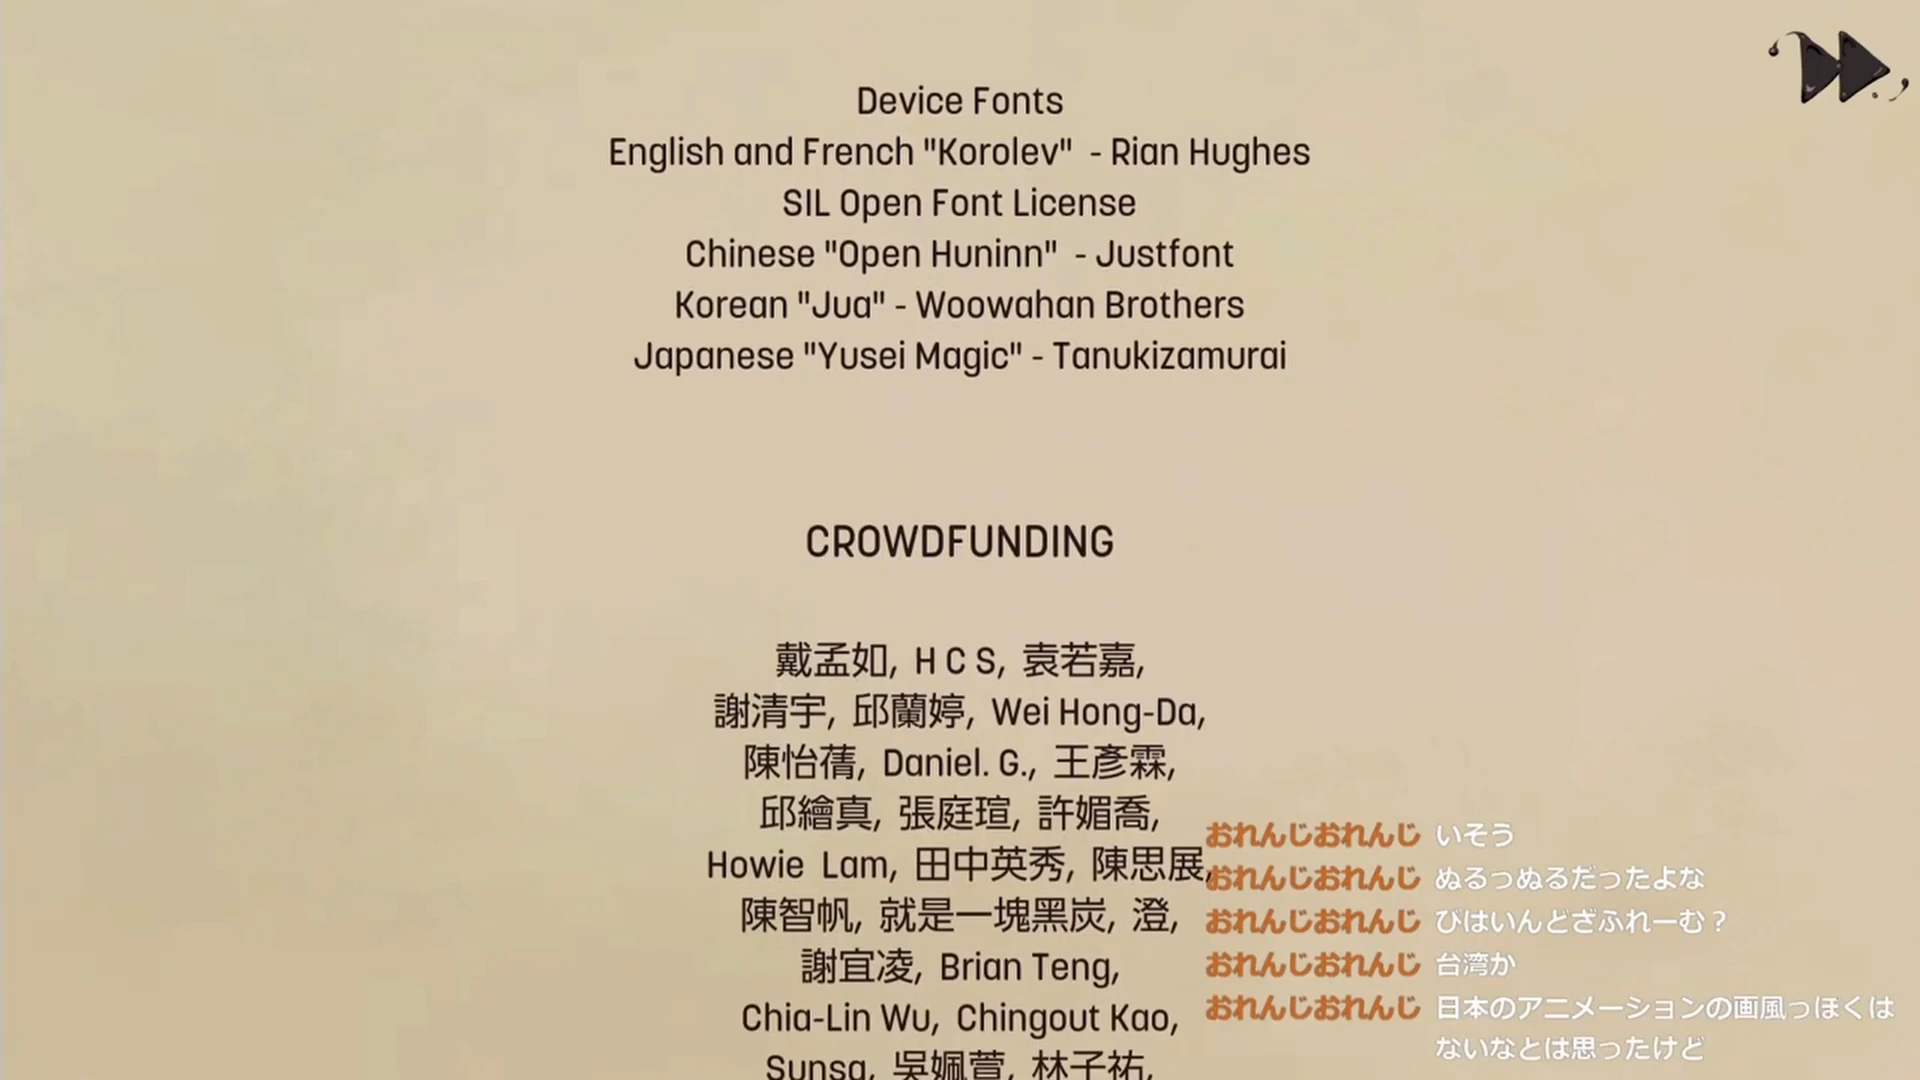 Device Fonts
English and French "Korolev" - Rian Hughes
SIL Open Font License
Chinese "Open Huninn" - Justfont
Korean "Jua" - Woowahan Brothers
Japanese "Yusei Magic" - Tanukizamurai
CROWDFUNDING
戴孟如, H C S, 袁若嘉,
謝清宇, 邱蘭婷, Wei Hong-Da,
陳怡蒨, Daniel. G., 王彥霖,
邱繪真, 張庭瑄, 許媚喬,
Howie Lam, 田中英秀, 陳思展,
陳智帆, 就是一塊黑炭, 澄,
謝宜凌, Brian Teng,
Chia-Lin Wu, Chingout Kao,
Sunsa, 吳姵萱, 林子祐,
おれんじおれんじ いそう
おれんじおれんじ ぬるっぬるだったよな
おれんじおれんじ びはいんどざふれーむ？
おれんじおれんじ 台湾か
おれんじおれんじ 日本のアニメーションの画風っぽくは
ないなとは思ったけど